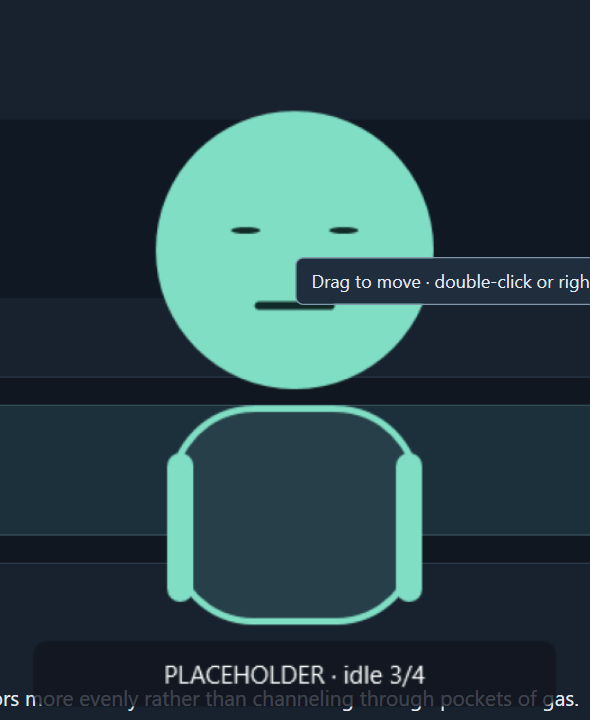 Drag to move · double-click or righ
PLACEHOLDER · idle 3/4
ors more evenly rather than channeling through pockets of gas.